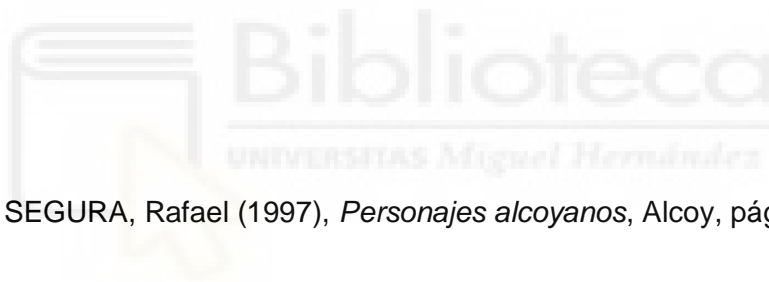 Biblioteca
UNIVERSITAS Miguel Hernández
SEGURA, Rafael (1997), Personajes alcoyanos, Alcoy, pág